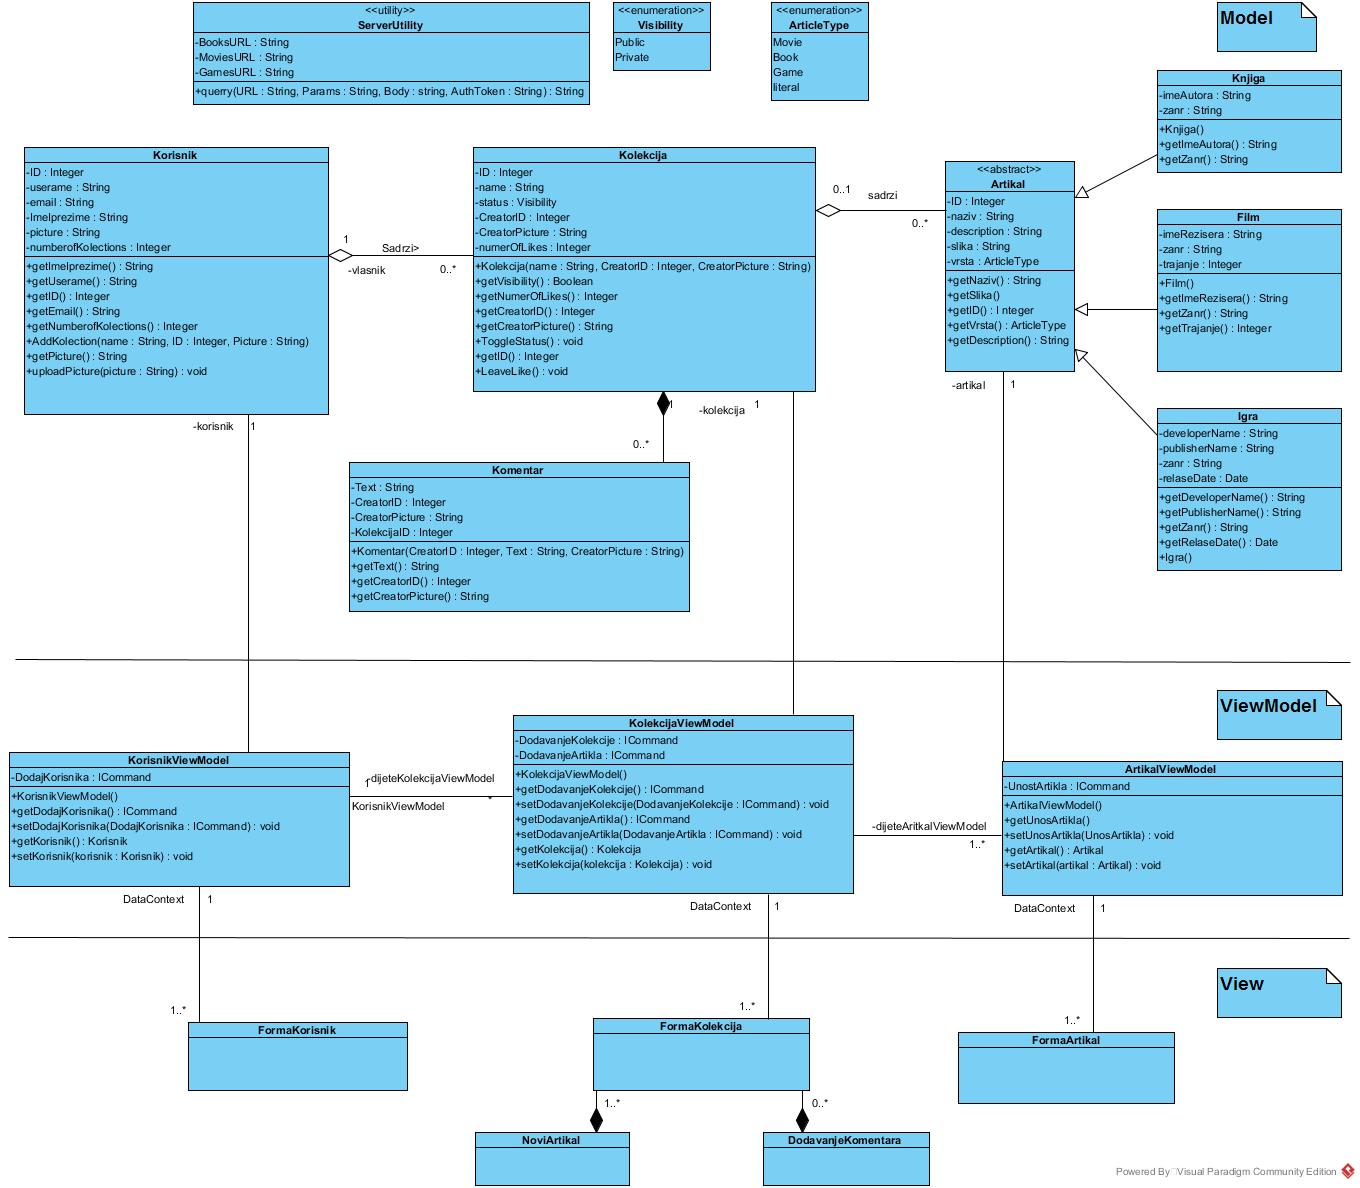 <<utility>>
ServerUtility
-BooksURL : String
-MoviesURL : String
-GamesURL : String
+querry(URL : String, Params : String, Body : string, AuthToken : String) : String
<<enumeration>>
Visibility
Public
Private
<<enumeration>>
ArticleType
Movie
Book
Game
literal
Model
Knjiga
-imeAutora : String
-zanr : String
+Knjiga()
+getImeAutora() : String
+getZanr() : String
Korisnik
-ID : Integer
-userame : String
-email : String
-ImeIprezime : String
-picture : String
-numberofKolections : Integer
+getImeIprezime() : String
+getUserame() : String
+getID() : Integer
+getEmail() : String
+getNumberofKolections() : Integer
+AddKolection(name : String, ID : Integer, Picture : String)
+getPicture() : String
+uploadPicture(picture : String) : void
1
Sadrzi>
-vlasnik
0..*
Kolekcija
-ID : Integer
-name : String
-status : Visibility
-CreatorID : Integer
-CreatorPicture : String
-numerOfLikes : Integer
+Kolekcija(name : String, CreatorID : Integer, CreatorPicture : String)
+getVisibility() : Boolean
+getNumerOfLikes() : Integer
+getCreatorID() : Integer
+getCreatorPicture() : String
+ToggleStatus() : void
+getID() : Integer
+LeaveLike() : void
0..1
sadrzi
0..*
<<abstract>>
Artikal
-ID : Integer
-naziv : String
-description : String
-slika : String
-vrsta : ArticleType
+getNaziv() : String
+getSlika()
+getID() : Integer
+getVrsta() : ArticleType
+getDescription() : String
Film
-imeRezisera : String
-zanr : String
-trajanje : Integer
+Film()
+getImeRezisera() : String
+getZanr() : String
+getTrajanje() : Integer
-artikal
1
Igra
-developerName : String
-publisherName : String
-zanr : String
-relaseDate : Date
+getDeveloperName() : String
+getPublisherName() : String
+getZanr() : String
+getRelaseDate() : Date
+Igra()
-korisnik
1
1
-kolekcija
1
0..*
Komentar
-Text : String
-CreatorID : Integer
-CreatorPicture : String
-KolekcijaID : Integer
+Komentar(CreatorID : Integer, Text : String, CreatorPicture : String)
+getText() : String
+getCreatorID() : Integer
+getCreatorPicture() : String
ViewModel
KorisnikViewModel
-DodajKorisnika : ICommand
+KorisnikViewModel()
+getDodajKorisnika() : ICommand
+setDodajKorisnika(DodajKorisnika : ICommand) : void
+getKorisnik() : Korisnik
+setKorisnik(korisnik : Korisnik) : void
-dijeteKolekcijaViewModel
1
*
KorisnikViewModel
KolekcijaViewModel
-DodavanjeKolekcije : ICommand
-DodavanjeArtikla : ICommand
+KolekcijaViewModel()
+getDodavanjeKolekcije() : ICommand
+setDodavanjeKolekcije(DodavanjeKolekcije : ICommand) : void
+getDodavanjeArtikla() : ICommand
+setDodavanjeArtikla(DodavanjeArtikla : ICommand) : void
+getKolekcija() : Kolekcija
+setKolekcija(kolekcija : Kolekcija) : void
-dijeteAritkalViewModel
1..*
ArtikalViewModel
-UnostArtikla : ICommand
+ArtikalViewModel()
+getUnosArtikla()
+setUnosArtikla(UnosArtikla) : void
+getArtikal() : Artikal
+setArtikal(artikal : Artikal) : void
DataContext
1
DataContext
1
DataContext
1
View
1..*
FormaKorisnik
1..*
FormaKolekcija
1..*
FormaArtikal
1..*
0..*
NoviArtikal
DodavanjeKomentara
Powered By Visual Paradigm Community Edition